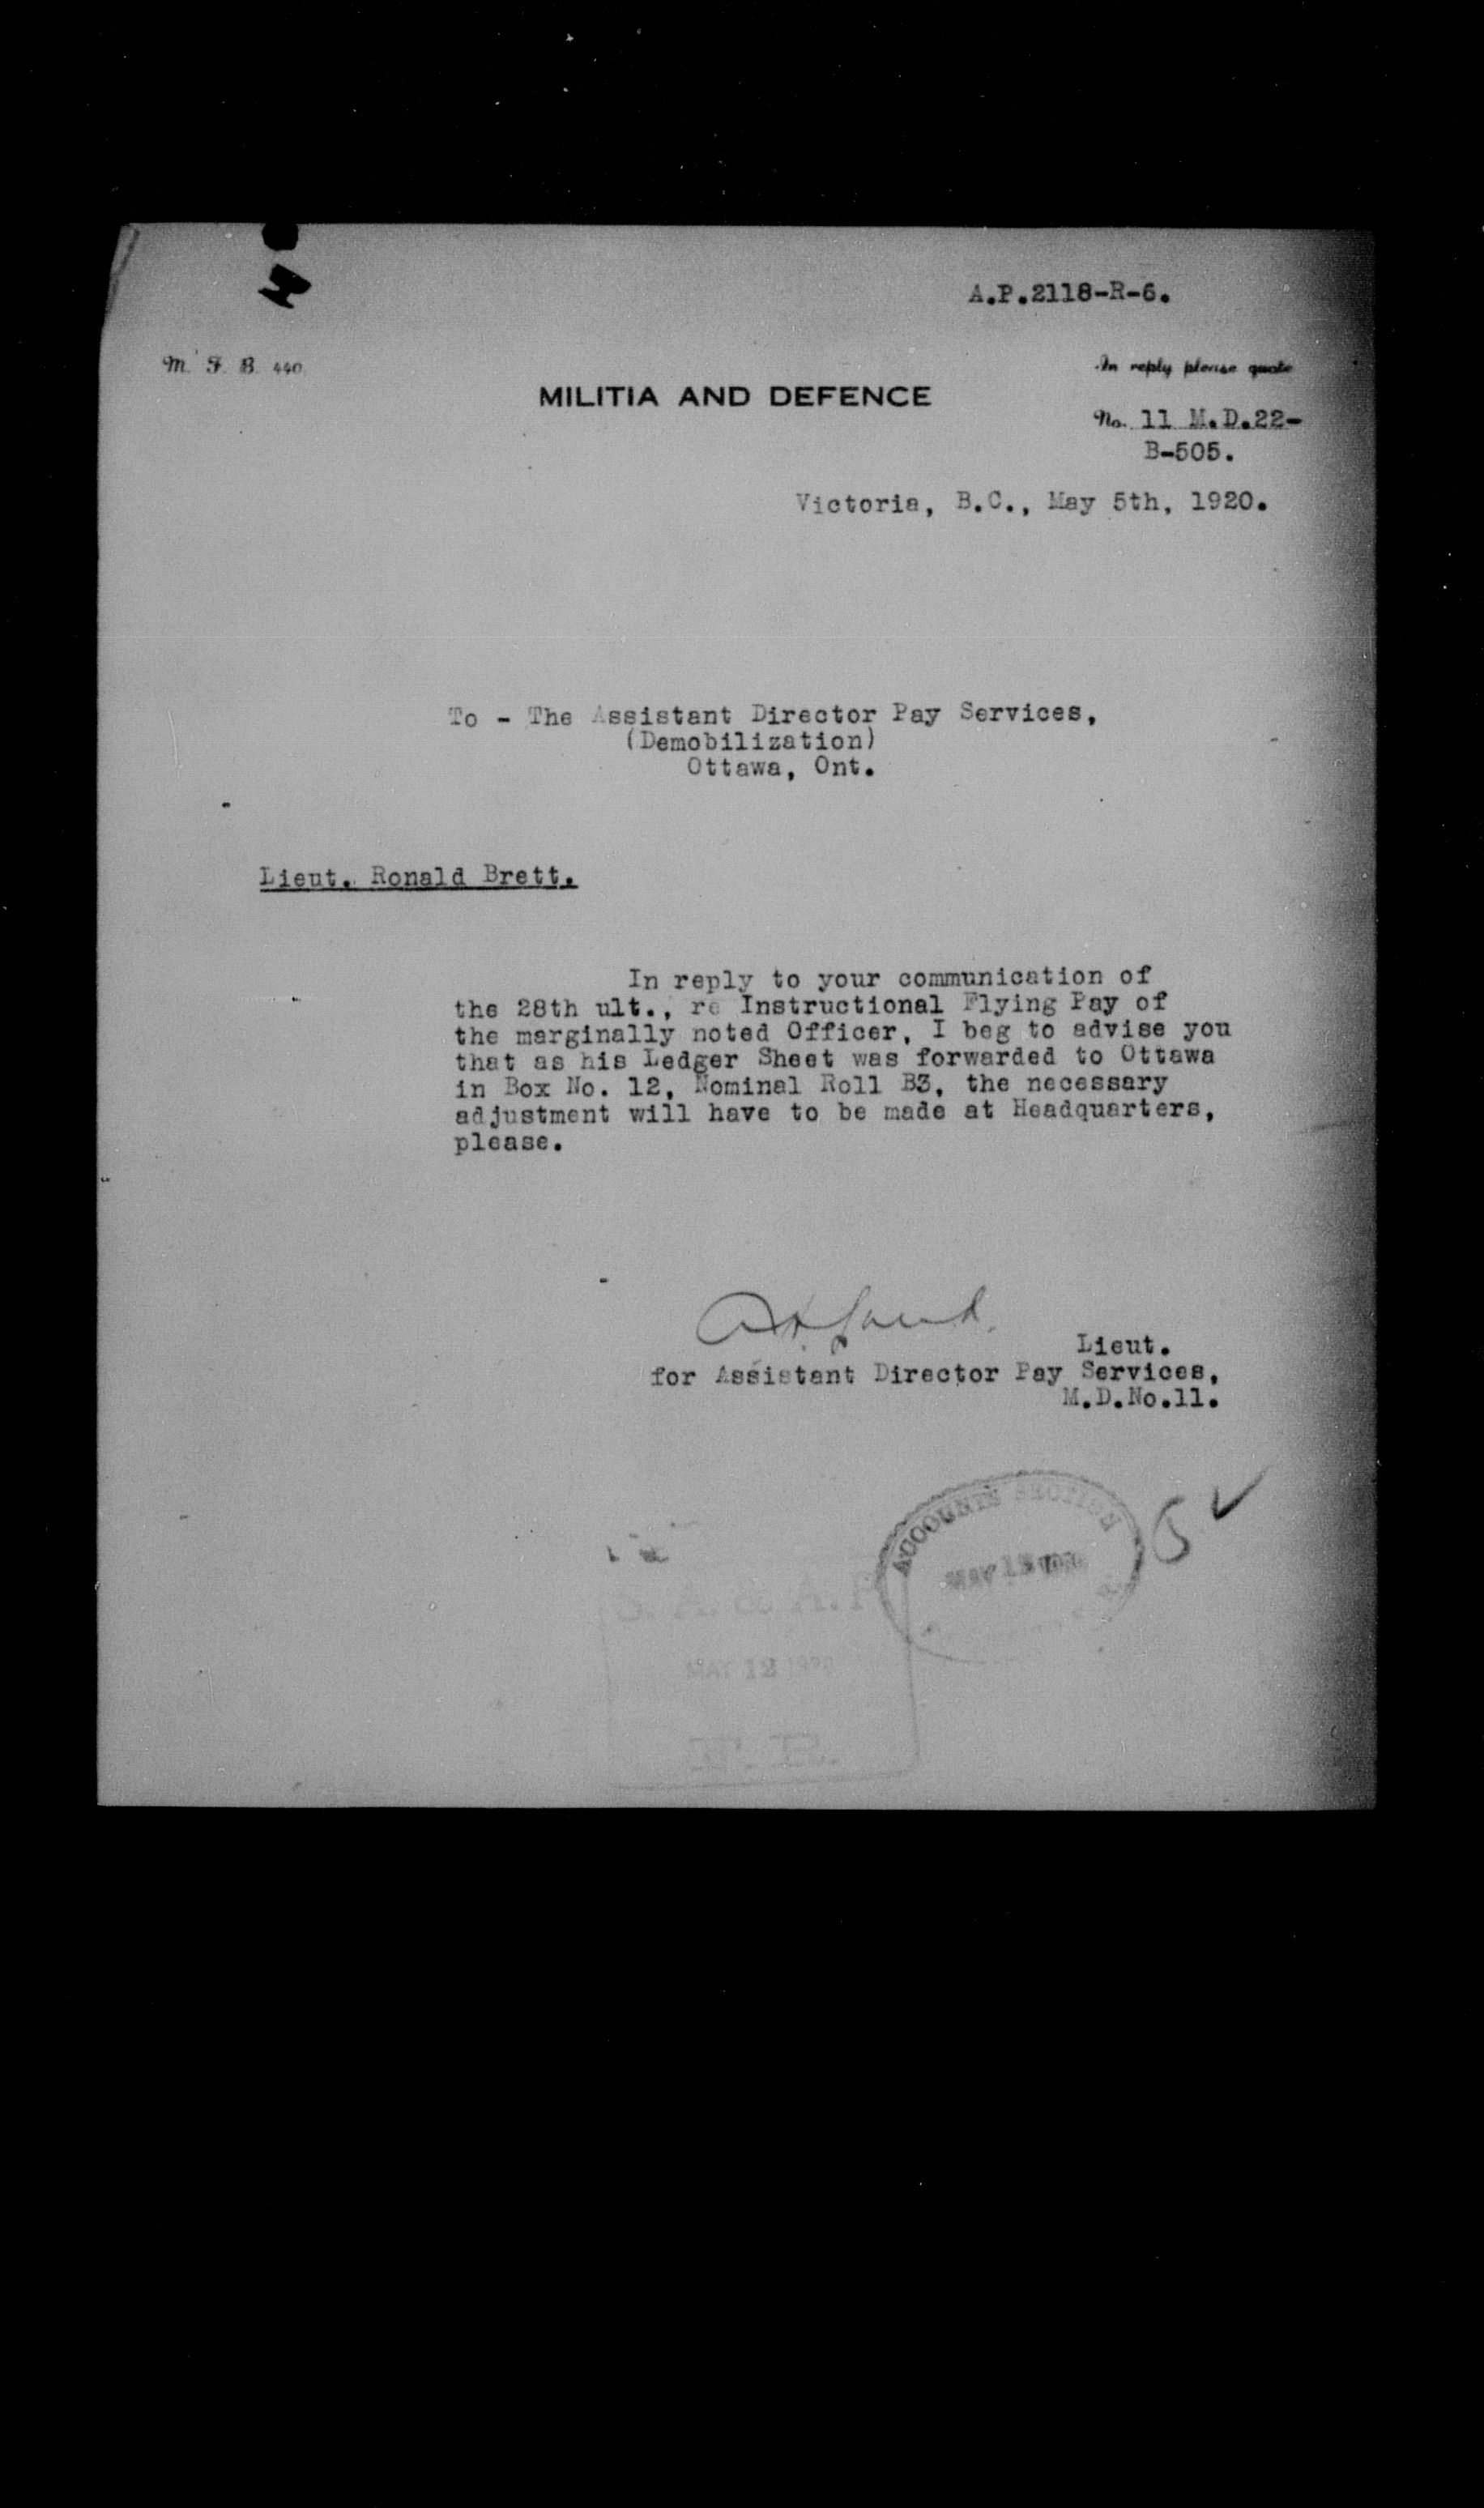 A.P.2118-R-6.
M. F. B. 440.
In reply please quote
MILITIA AND DEFENCE
No. 11 M.D.22-
B-505.
Victoria, B.C., May 5th, 1920.
To - The Assistant Director Pay Services,
(Demobilization)
Ottawa, Ont.
Lieut. Ronald Brett.
In reply to your communication of
the 28th ult., re Instructional Flying Pay of
the marginally noted Officer, I beg to advise you
that as his Ledger Sheet was forwarded to Ottawa
in Box No. 12, Nominal Roll B3, the necessary
adjustment will have to be made at Headquarters,
please.
Lieut.
for Assistant Director Pay Services,
M.D.No.11.
ACCOUNTS SECTION
MAY 13 1920
5
S. A. & A. P
MAY 12 1920